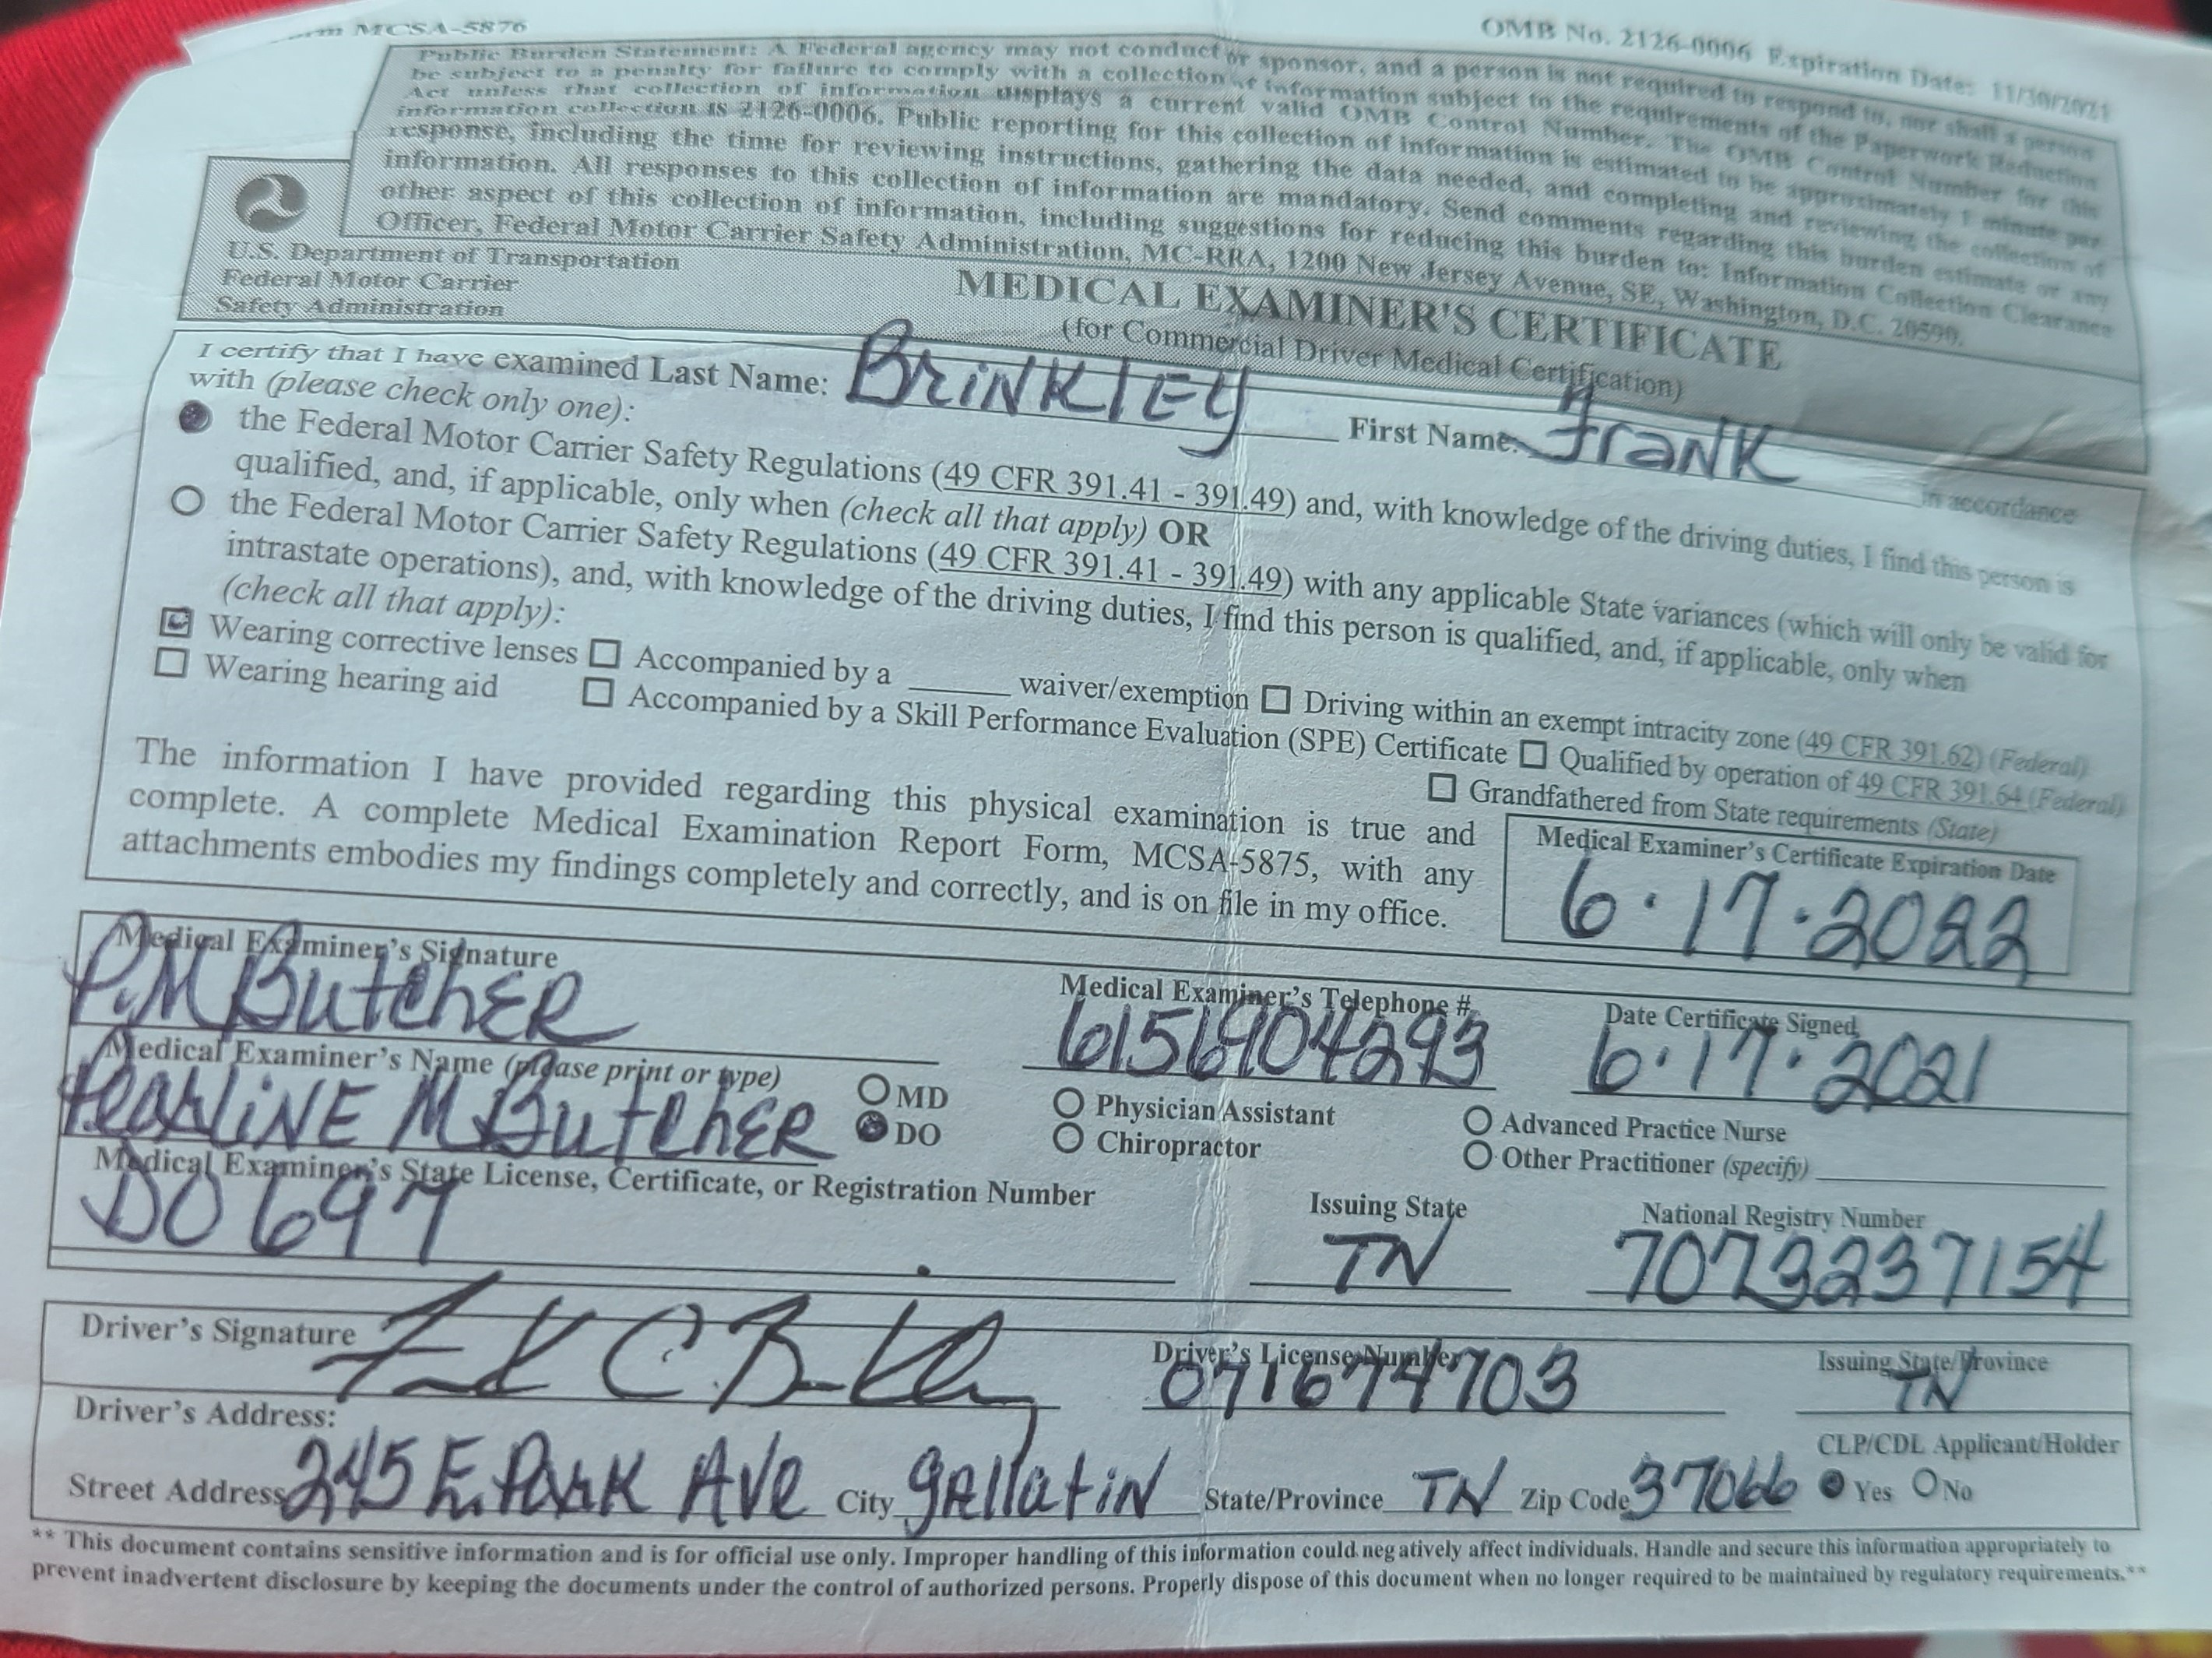 rm MCSA-5876
OMB No. 2126-0006 Expiration Date: 11/30/2021
Public Burden Statement: A Federal agency may not conduct or sponsor, and a person is not required to respond to, nor shall a person
be subject to a penalty for failure to comply with a collection of information subject to the requirements of the Paperwork Reduction
Act unless that collection of information displays a current valid OMB Control Number. The OMB Control Number for this
information collection is 2126-0006. Public reporting for this collection of information is estimated to be approximately 1 minute per
response, including the time for reviewing instructions, gathering the data needed, and completing and reviewing the collection of
information. All responses to this collection of information are mandatory. Send comments regarding this burden estimate or any
other aspect of this collection of information, including suggestions for reducing this burden to: Information Collection Clearance
Officer, Federal Motor Carrier Safety Administration, MC-RRA, 1200 New Jersey Avenue, SE, Washington, D.C. 20590.
U.S. Department of Transportation
Federal Motor Carrier
Safety Administration
MEDICAL EXAMINER'S CERTIFICATE
(for Commercial Driver Medical Certification)
I certify that I have examined Last Name: BRINKlEy First Name: Frank in accordance
with (please check only one):
the Federal Motor Carrier Safety Regulations (49 CFR 391.41 - 391.49) and, with knowledge of the driving duties, I find this person is
qualified, and, if applicable, only when (check all that apply) OR
the Federal Motor Carrier Safety Regulations (49 CFR 391.41 - 391.49) with any applicable State variances (which will only be valid for
intrastate operations), and, with knowledge of the driving duties, I find this person is qualified, and, if applicable, only when
(check all that apply):
Wearing corrective lenses Accompanied by a ______ waiver/exemption Driving within an exempt intracity zone (49 CFR 391.62) (Federal)
Wearing hearing aid Accompanied by a Skill Performance Evaluation (SPE) Certificate Qualified by operation of 49 CFR 391.64 (Federal)
Grandfathered from State requirements (State)
The information I have provided regarding this physical examination is true and
complete. A complete Medical Examination Report Form, MCSA-5875, with any
attachments embodies my findings completely and correctly, and is on file in my office.
Medical Examiner's Certificate Expiration Date
6·17·2022
Medical Examiner's Signature
P.M Butcher
Medical Examiner's Telephone #
6156904293
Date Certificate Signed
6·17·2021
Medical Examiner's Name (please print or type)
Pearline M Butcher
MD
DO
Physician Assistant
Chiropractor
Advanced Practice Nurse
Other Practitioner (specify)
Medical Examiner's State License, Certificate, or Registration Number
DO 697
Issuing State
TN
National Registry Number
7073237154
Driver's Signature
Driver's License Number
071674703
Issuing State/Province
TN
Driver's Address:
CLP/CDL Applicant/Holder
Street Address 245 E. Park Ave City Gallatin State/Province TN Zip Code 37066 Yes No
** This document contains sensitive information and is for official use only. Improper handling of this information could negatively affect individuals. Handle and secure this information appropriately to
prevent inadvertent disclosure by keeping the documents under the control of authorized persons. Properly dispose of this document when no longer required to be maintained by regulatory requirements.**